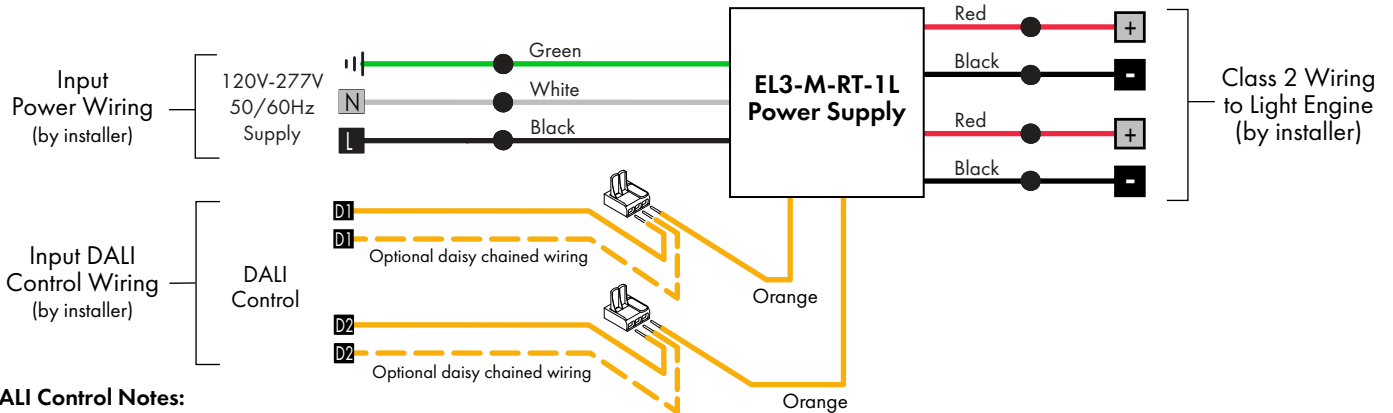 Input
Power Wiring
(by installer)
120V-277V
50/60Hz
Supply
N
L
Green
White
Black
EL3-M-RT-1L
Power Supply
Red
+
Black
-
Red
+
Black
-
Class 2 Wiring
to Light Engine
(by installer)
Input DALI
Control Wiring
(by installer)
DALI
Control
D1
D1
Optional daisy chained wiring
Orange
D2
D2
Optional daisy chained wiring
Orange
ALI Control Notes: